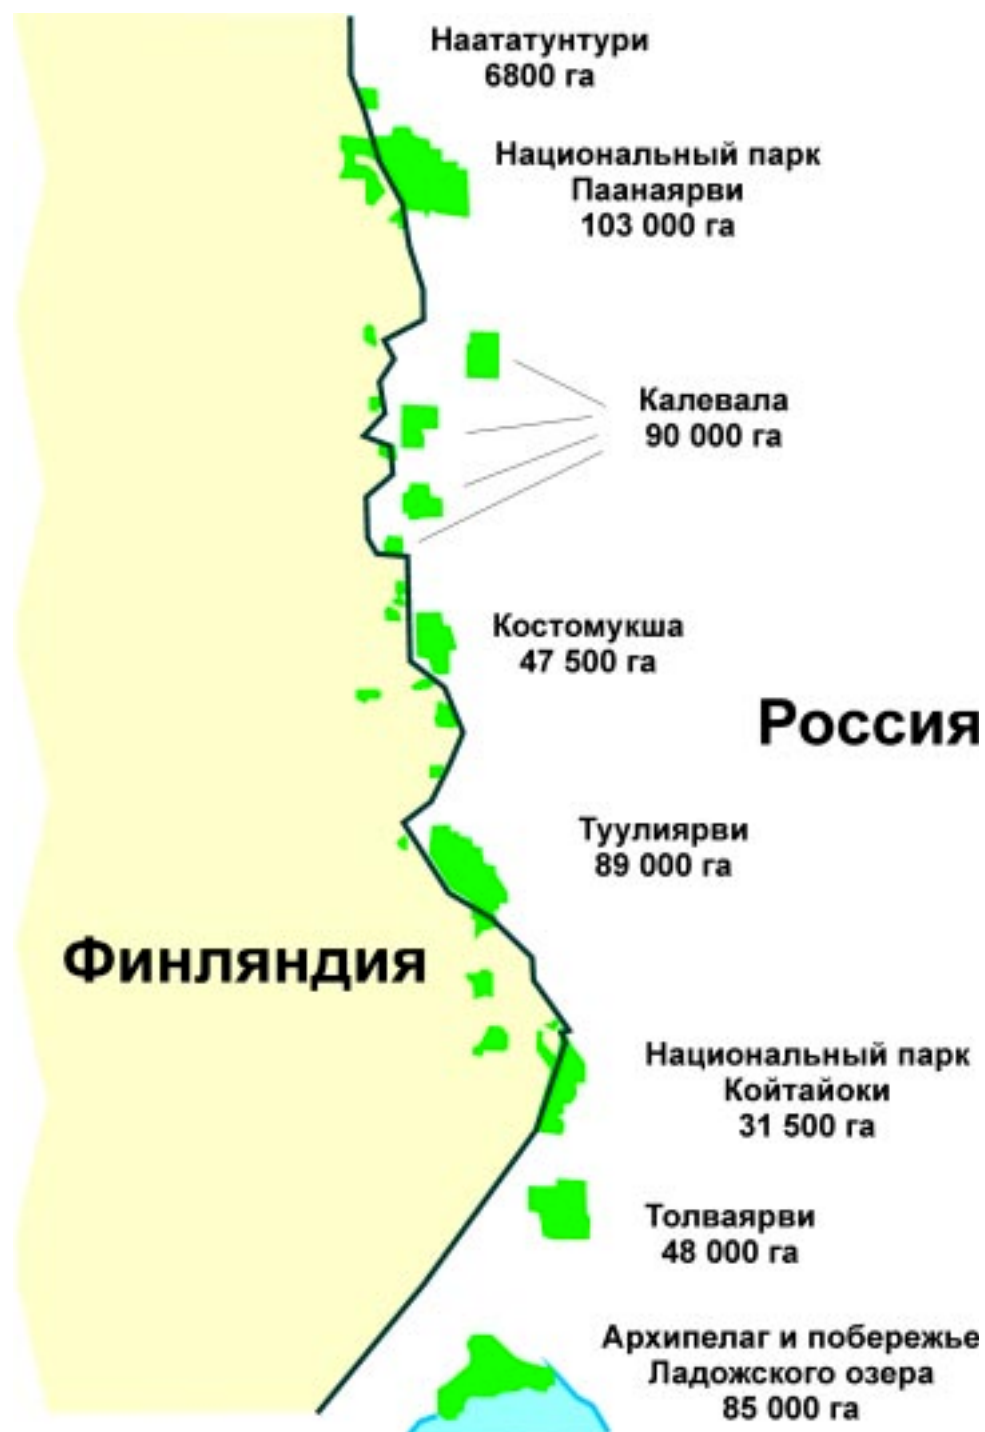 Наататунтури
6800 га
Национальный парк
Паанаярви
103 000 га
Калевала
90 000 га
Костомукша
47 500 га
Россия
Туулиярви
89 000 га
Финляндия
Национальный парк
Койтайоки
31 500 га
Толваярви
48 000 га
Архипелаг и побережье
Ладожского озера
85 000 га